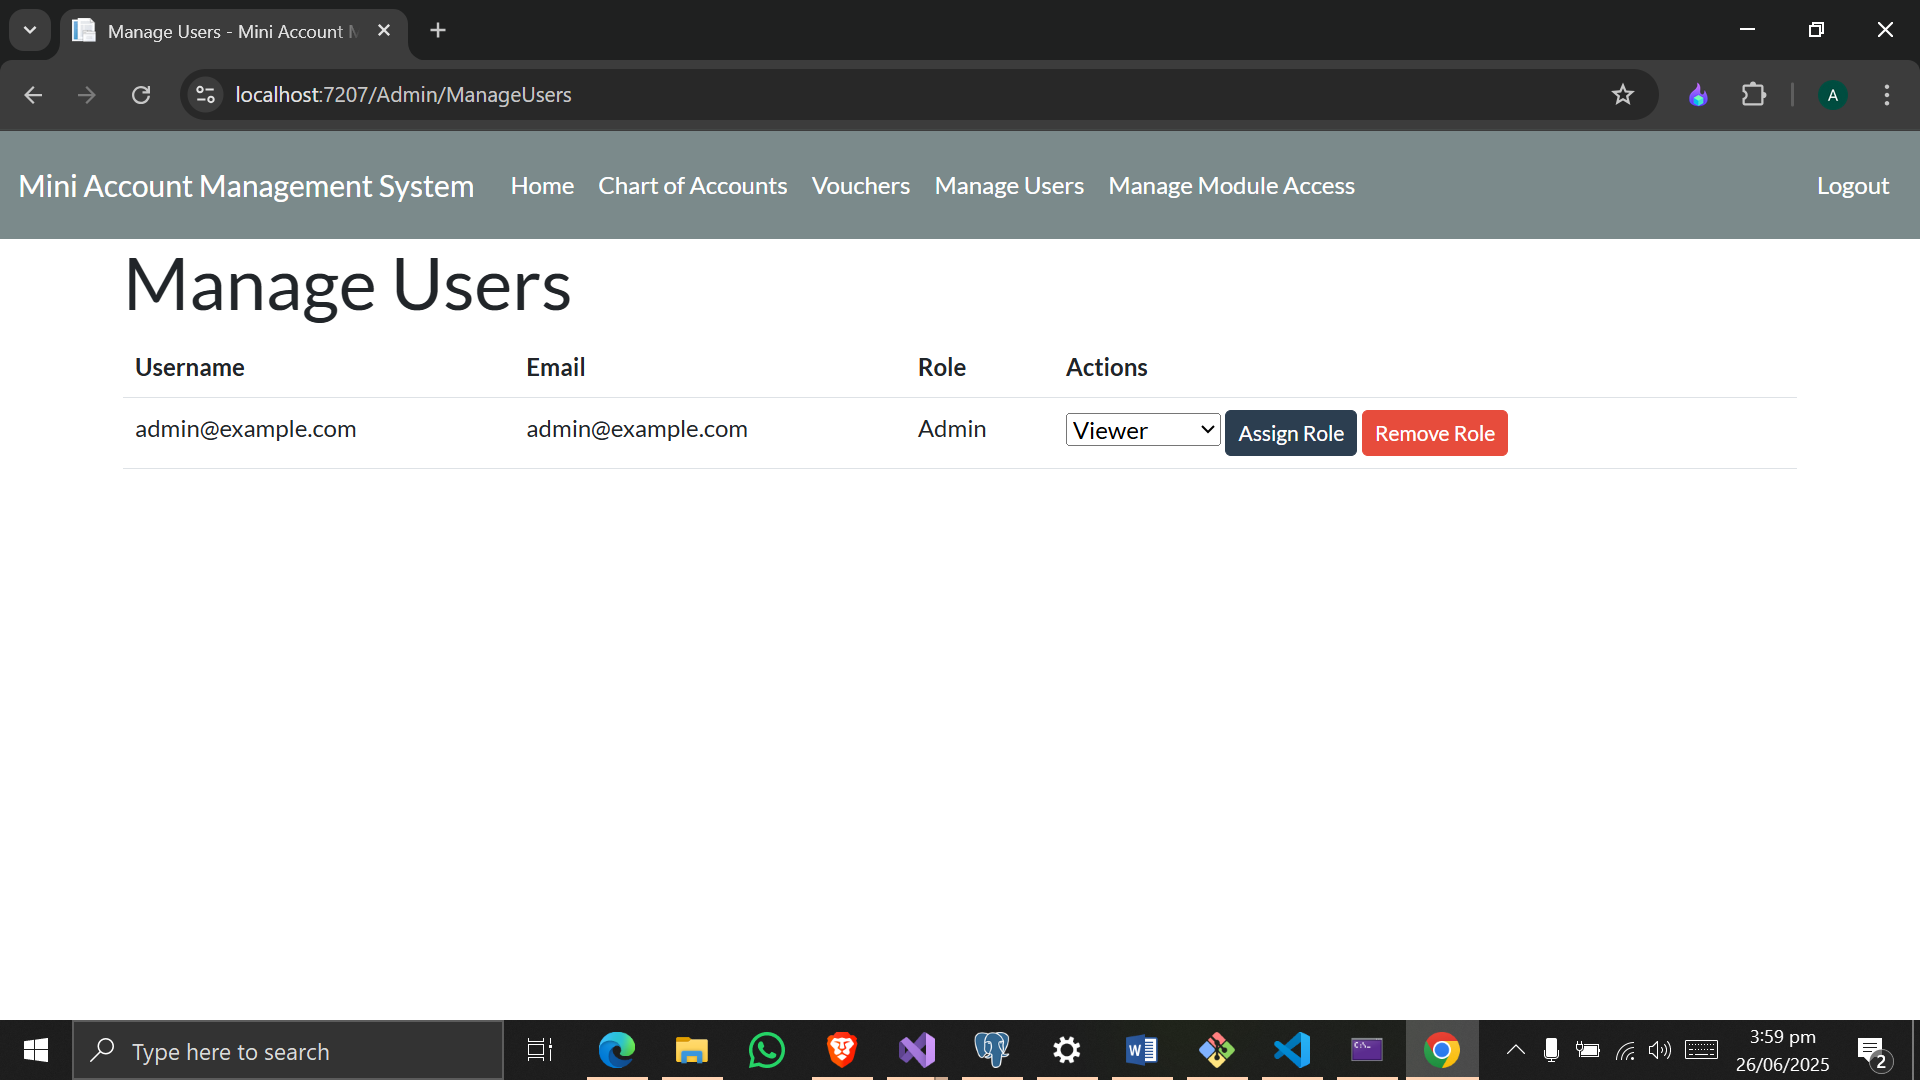 Manage Users - Mini Account M
localhost:7207/Admin/ManageUsers
A
Mini Account Management System Home Chart of Accounts Vouchers Manage Users Manage Module Access Logout
Manage Users
Username Email Role Actions
admin@example.com admin@example.com Admin Viewer Assign Role Remove Role
Type here to search
3:59 pm
26/06/2025
2